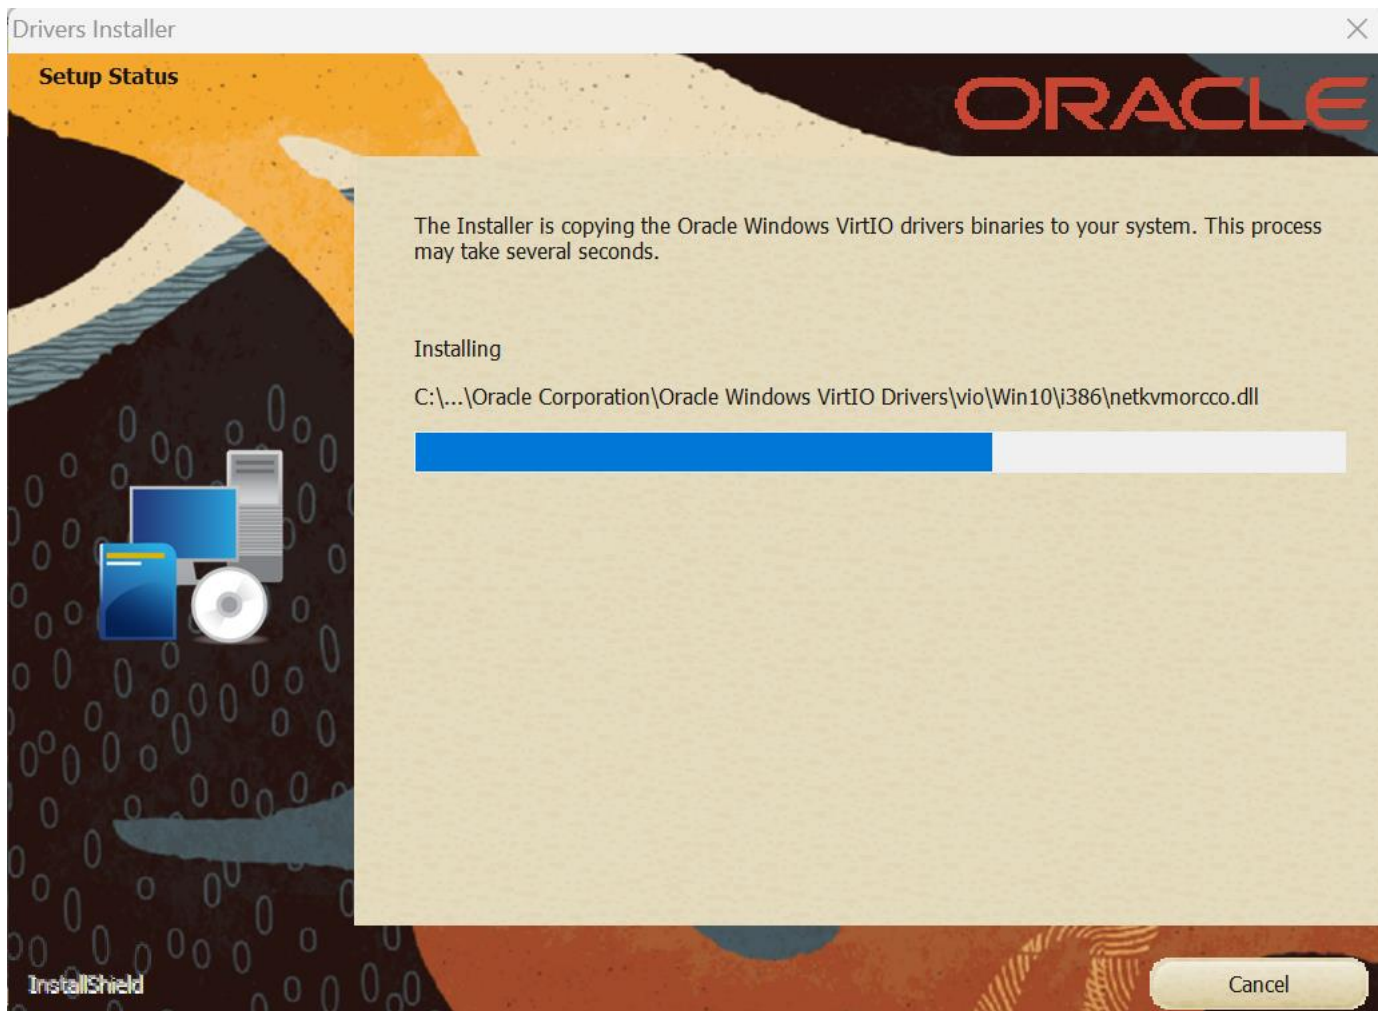 Drivers Installer
Setup Status
ORACLE
The Installer is copying the Oracle Windows VirtIO drivers binaries to your system. This process
may take several seconds.
Installing
C:\...\Oracle Corporation\Oracle Windows VirtIO Drivers\vio\Win10\i386\netkvmorcco.dll
InstallShield
Cancel